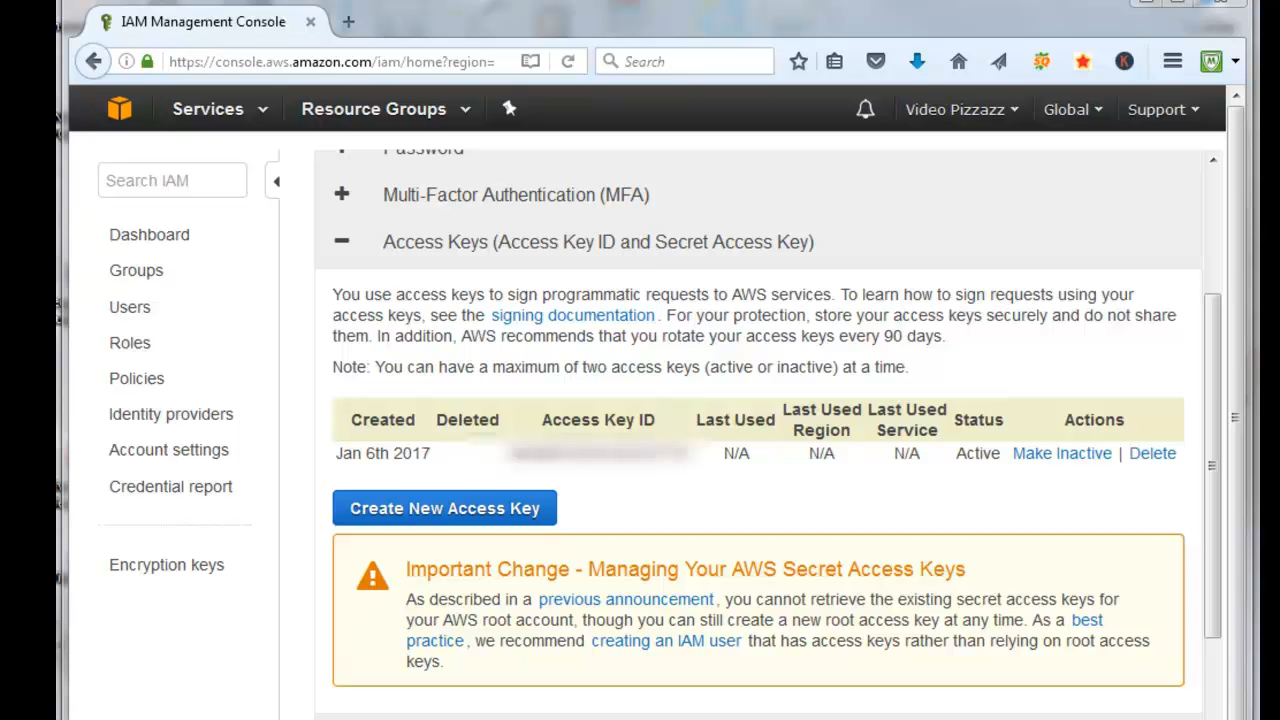 IAM Management Console
https://console.aws.amazon.com/iam/home?region=
Search
Services
Resource Groups
Video Pizzazz
Global
Support
Search IAM
Dashboard
Groups
Users
Roles
Policies
Identity providers
Account settings
Credential report
Encryption keys
Password
Multi-Factor Authentication (MFA)
Access Keys (Access Key ID and Secret Access Key)
You use access keys to sign programmatic requests to AWS services. To learn how to sign requests using your
access keys, see the signing documentation. For your protection, store your access keys securely and do not share
them. In addition, AWS recommends that you rotate your access keys every 90 days.
Note: You can have a maximum of two access keys (active or inactive) at a time.
Created Deleted Access Key ID Last Used Last Used Region Last Used Service Status Actions
Jan 6th 2017 N/A N/A N/A Active Make Inactive | Delete
Create New Access Key
Important Change - Managing Your AWS Secret Access Keys
As described in a previous announcement, you cannot retrieve the existing secret access keys for
your AWS root account, though you can still create a new root access key at any time. As a best
practice, we recommend creating an IAM user that has access keys rather than relying on root access
keys.